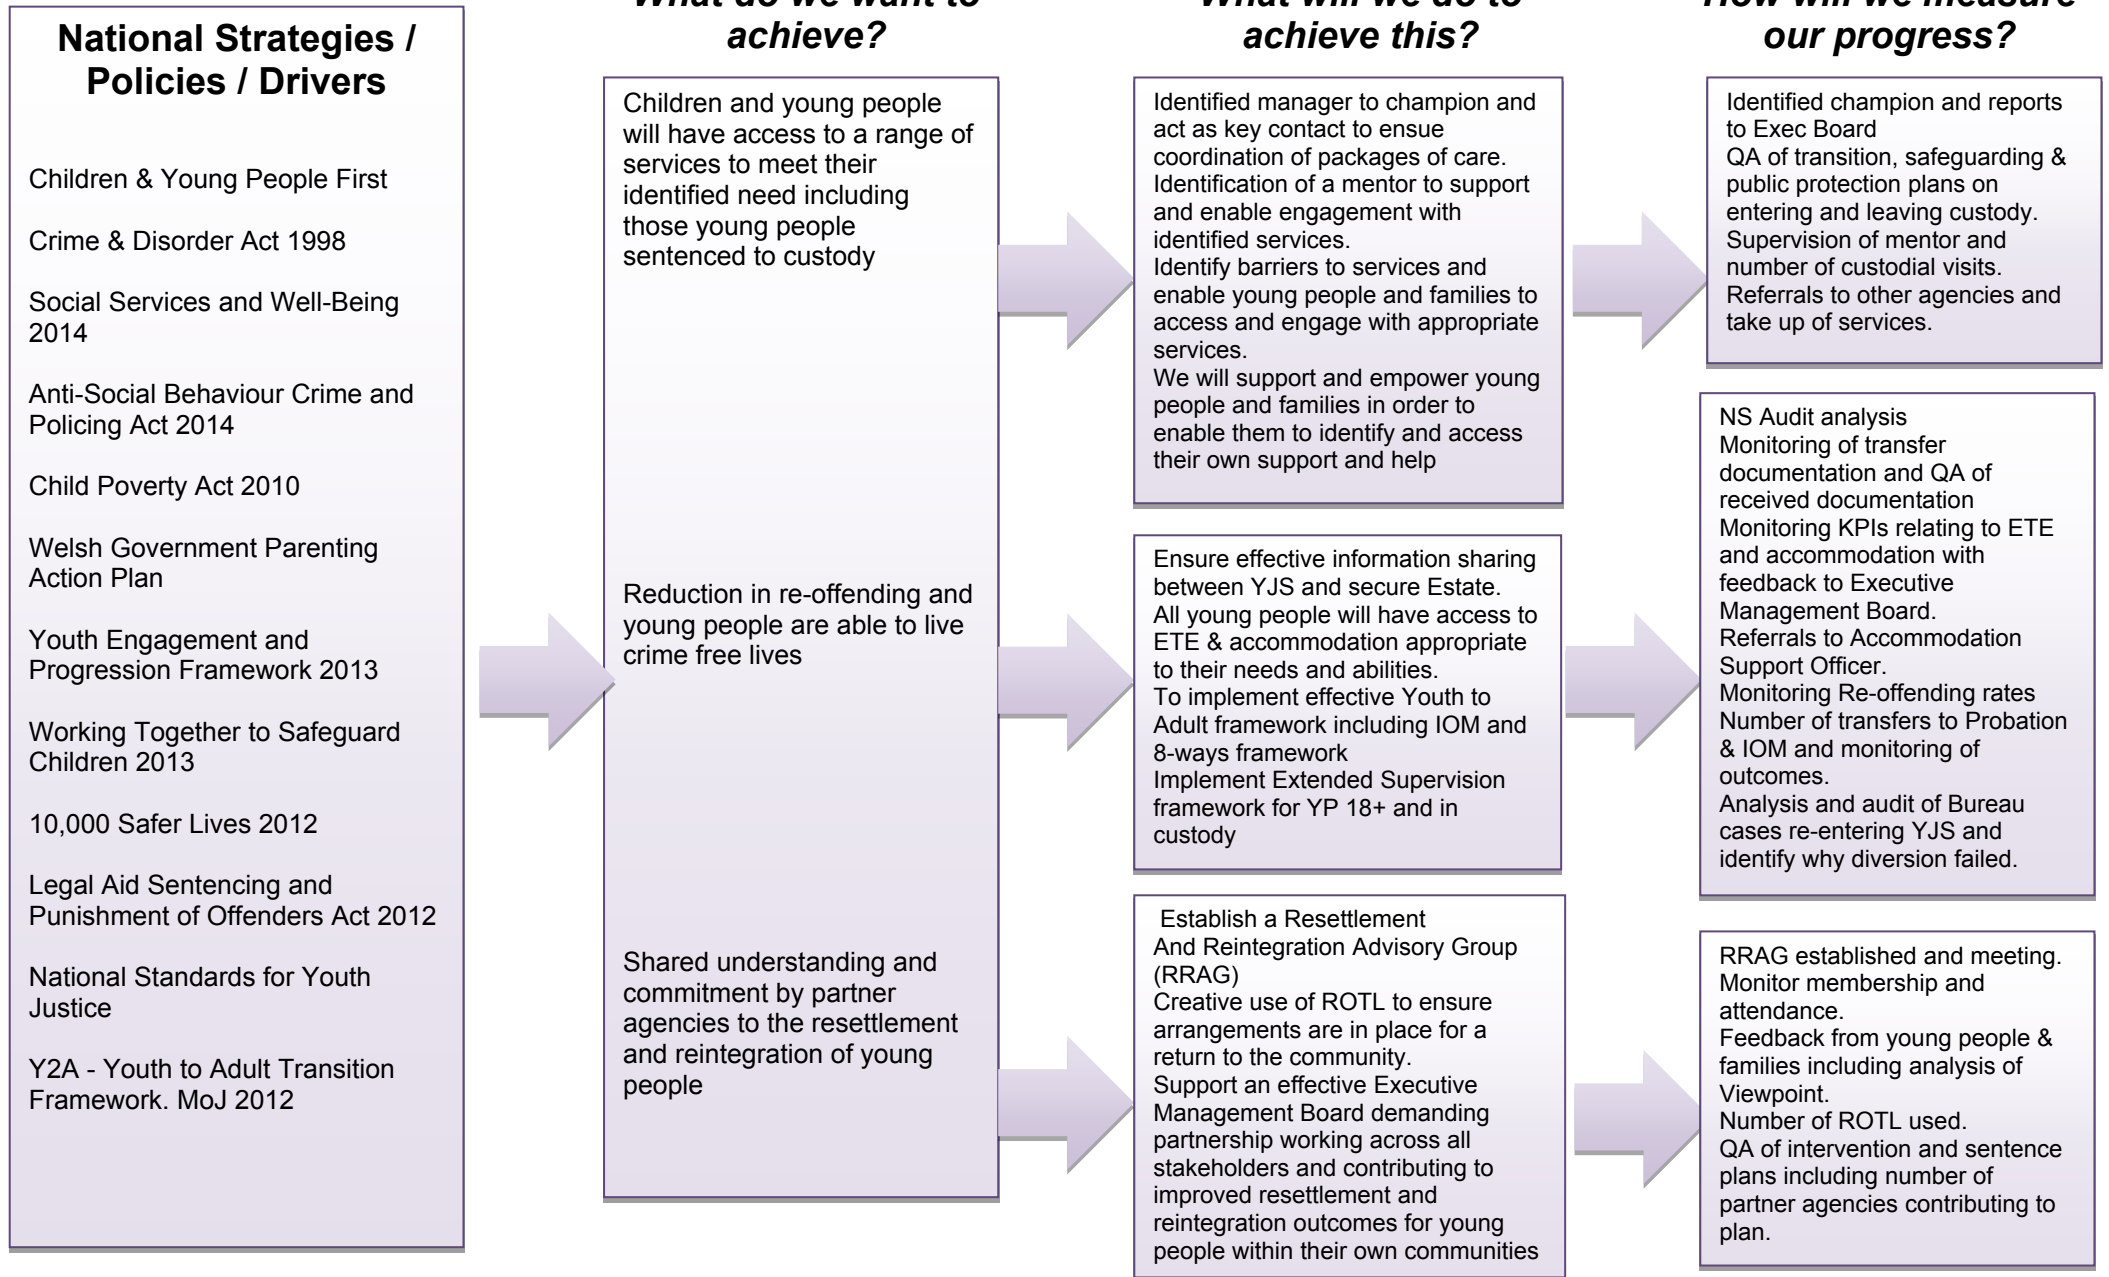 National Strategies /
Policies / Drivers
Children & Young People First
Crime & Disorder Act 1998
Social Services and Well-Being
2014
Anti-Social Behaviour Crime and
Policing Act 2014
Child Poverty Act 2010
Welsh Government Parenting
Action Plan
Youth Engagement and
Progression Framework 2013
Working Together to Safeguard
Children 2013
10,000 Safer Lives 2012
Legal Aid Sentencing and
Punishment of Offenders Act 2012
National Standards for Youth
Justice
Y2A - Youth to Adult Transition
Framework. MoJ 2012
What do we want to
achieve?
Children and young people
will have access to a range of
services to meet their
identified need including
those young people
sentenced to custody
Reduction in re-offending and
young people are able to live
crime free lives
Shared understanding and
commitment by partner
agencies to the resettlement
and reintegration of young
people
What will we do to
achieve this?
Identified manager to champion and
act as key contact to ensue
coordination of packages of care.
Identification of a mentor to support
and enable engagement with
identified services.
Identify barriers to services and
enable young people and families to
access and engage with appropriate
services.
We will support and empower young
people and families in order to
enable them to identify and access
their own support and help
Ensure effective information sharing
between YJS and secure Estate.
All young people will have access to
ETE & accommodation appropriate
to their needs and abilities.
To implement effective Youth to
Adult framework including IOM and
8-ways framework
Implement Extended Supervision
framework for YP 18+ and in
custody
Establish a Resettlement
And Reintegration Advisory Group
(RRAG)
Creative use of ROTL to ensure
arrangements are in place for a
return to the community.
Support an effective Executive
Management Board demanding
partnership working across all
stakeholders and contributing to
improved resettlement and
reintegration outcomes for young
people within their own communities
How will we measure
our progress?
Identified champion and reports
to Exec Board
QA of transition, safeguarding &
public protection plans on
entering and leaving custody.
Supervision of mentor and
number of custodial visits.
Referrals to other agencies and
take up of services.
NS Audit analysis
Monitoring of transfer
documentation and QA of
received documentation
Monitoring KPIs relating to ETE
and accommodation with
feedback to Executive
Management Board.
Referrals to Accommodation
Support Officer.
Monitoring Re-offending rates
Number of transfers to Probation
& IOM and monitoring of
outcomes.
Analysis and audit of Bureau
cases re-entering YJS and
identify why diversion failed.
RRAG established and meeting.
Monitor membership and
attendance.
Feedback from young people &
families including analysis of
Viewpoint.
Number of ROTL used.
QA of intervention and sentence
plans including number of
partner agencies contributing to
plan.